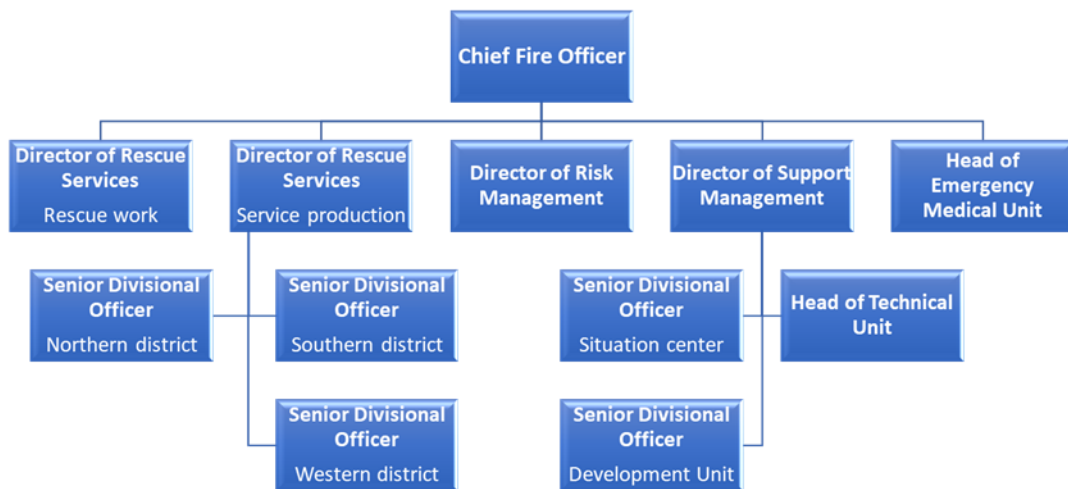 Chief Fire Officer
Director of Rescue
Services
Rescue work
Director of Rescue
Services
Service production
Director of Risk
Management
Director of Support
Management
Head of
Emergency
Medical Unit
Senior Divisional
Officer
Northern district
Senior Divisional
Officer
Southern district
Senior Divisional
Officer
Situation center
Head of Technical
Unit
Senior Divisional
Officer
Western district
Senior Divisional
Officer
Development Unit